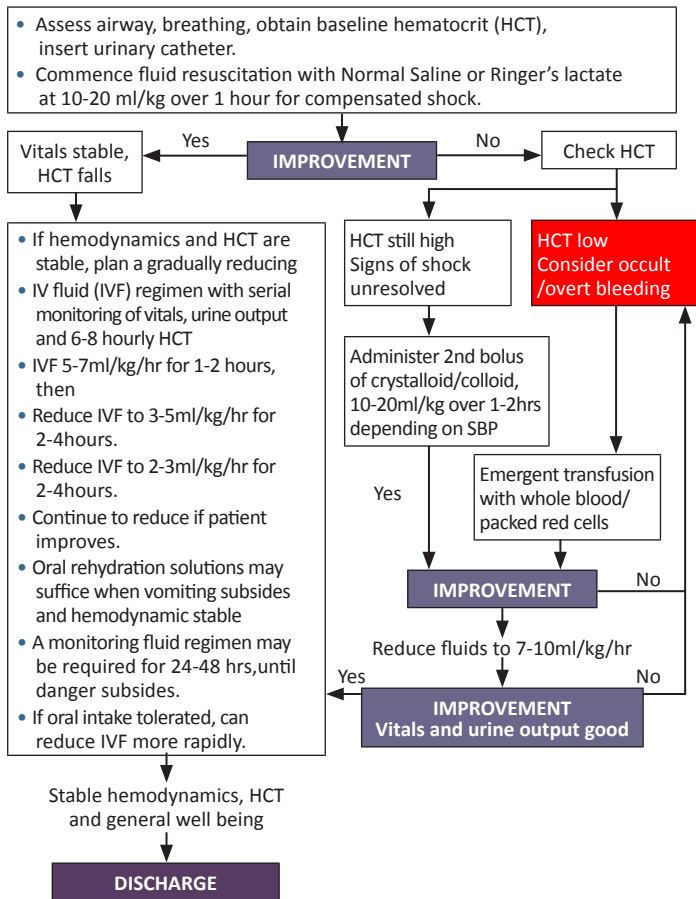 • Assess airway, breathing, obtain baseline hematocrit (HCT),
insert urinary catheter.
• Commence fluid resuscitation with Normal Saline or Ringer's lactate
at 10-20 ml/kg over 1 hour for compensated shock.
Yes
IMPROVEMENT
No
Vitals stable,
HCT falls
Check HCT
• If hemodynamics and HCT are
stable, plan a gradually reducing
• IV fluid (IVF) regimen with serial
monitoring of vitals, urine output
and 6-8 hourly HCT
• IVF 5-7ml/kg/hr for 1-2 hours,
then
• Reduce IVF to 3-5ml/kg/hr for
2-4hours.
• Reduce IVF to 2-3ml/kg/hr for
2-4hours.
• Continue to reduce if patient
improves.
• Oral rehydration solutions may
suffice when vomiting subsides
and hemodynamic stable
• A monitoring fluid regimen may
be required for 24-48 hrs,until
danger subsides.
• If oral intake tolerated, can
reduce IVF more rapidly.
HCT still high
Signs of shock
unresolved
HCT low
Consider occult
/overt bleeding
Administer 2nd bolus
of crystalloid/colloid,
10-20ml/kg over 1-2hrs
depending on SBP
Yes
Emergent transfusion
with whole blood/
packed red cells
IMPROVEMENT
No
Reduce fluids to 7-10ml/kg/hr
Yes
No
IMPROVEMENT
Vitals and urine output good
Stable hemodynamics, HCT
and general well being
DISCHARGE